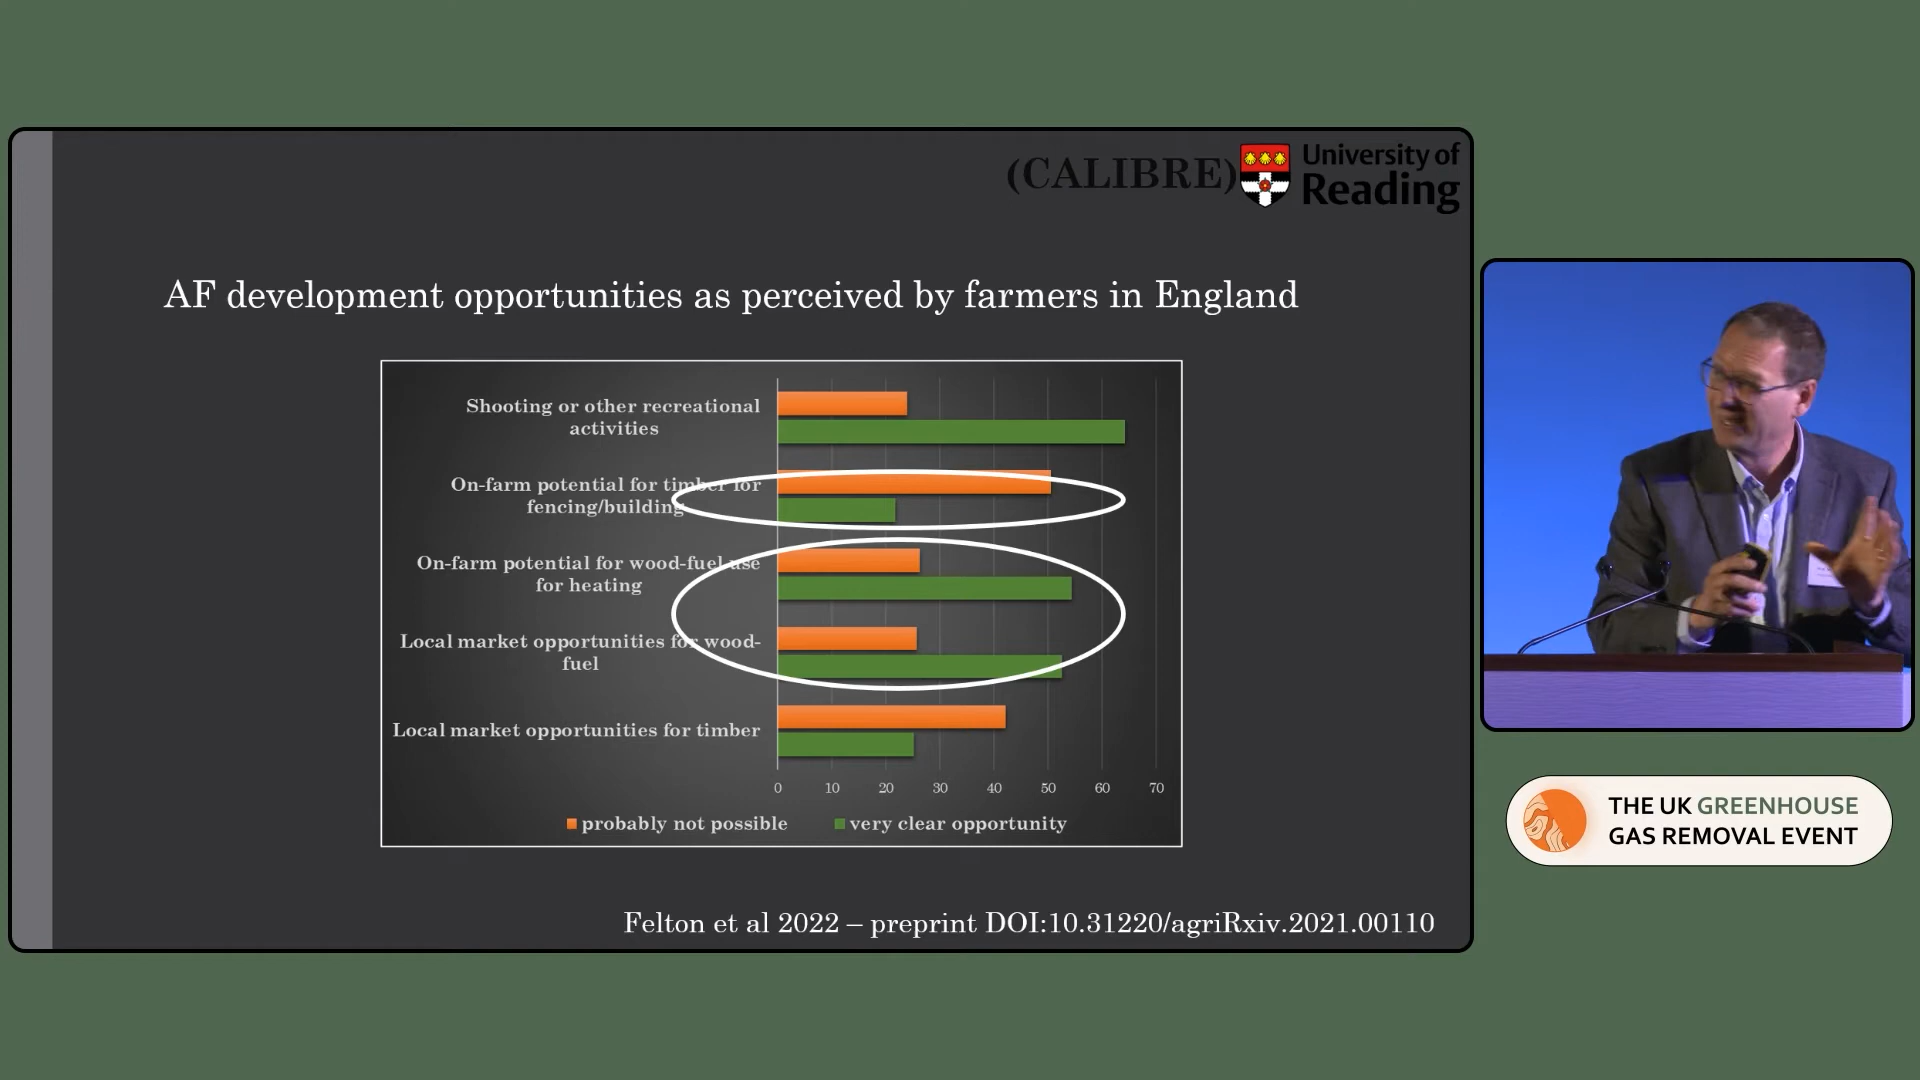 (CALIBRE)
University of
Reading
AF development opportunities as perceived by farmers in England
Shooting or other recreational
activities
On-farm potential for timber for
fencing/building
On-farm potential for wood-fuel use
for heating
Local market opportunities for wood-
fuel
Local market opportunities for timber
0 10 20 30 40 50 60 70
probably not possible very clear opportunity
Felton et al 2022 – preprint DOI:10.31220/agriRxiv.2021.00110
THE UK GREENHOUSE
GAS REMOVAL EVENT